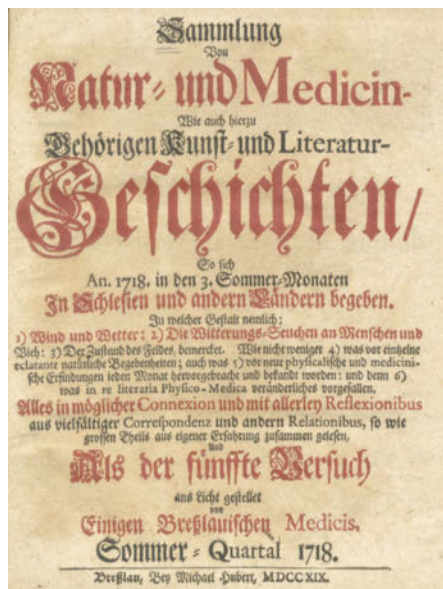 Sammlung
Von
Natur- und Medicin-
Wie auch hierzu
Gehörigen Kunst- und Literatur-
Geschichten/
So sich
An. 1718. in den 3. Sommer-Monaten
In Schlesien und andern Ländern begeben.
In welcher Gestalt nemlich:
1) Wind und Wetter: 2) Die Witterungs-Seuchen an Menschen und
Vieh: 3) Der Zustand des Feldes, bemercket. Wie nicht weniger 4) was vor eintzelne
eclatante natürliche Begebenheiten; auch was 5) vor neue physicalische und medicini-
sche Erfindungen jeden Monat hervorgebracht und bekandt worden: und denn 6)
was in re literaria Physico-Medica veränderliches vorgefallen.
Alles in möglicher Connexion und mit allerley Reflexionibus
aus vielfältiger Correspondenz und andern Relationibus, so wie
grossen Theils aus eigener Erfahrung zusammen gelesen,
Und
Als der fünffte Versuch
ans Licht gestellet
von
Einigen Breßlauischen Medicis,
Sommer-Quartal 1718.
Breßlau, Bey Michael Hubert, MDCCXIX.